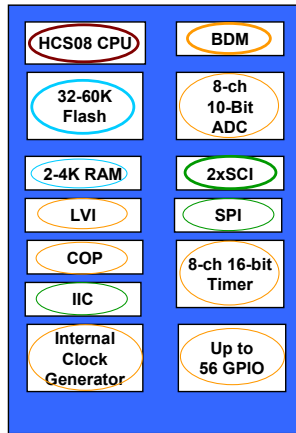 HCS08 CPU
BDM
32-60K
Flash
8-ch
10-Bit
ADC
2-4K RAM
2xSCI
LVI
SPI
COP
8-ch 16-bit
Timer
IIC
Internal
Clock
Generator
Up to
56 GPIO